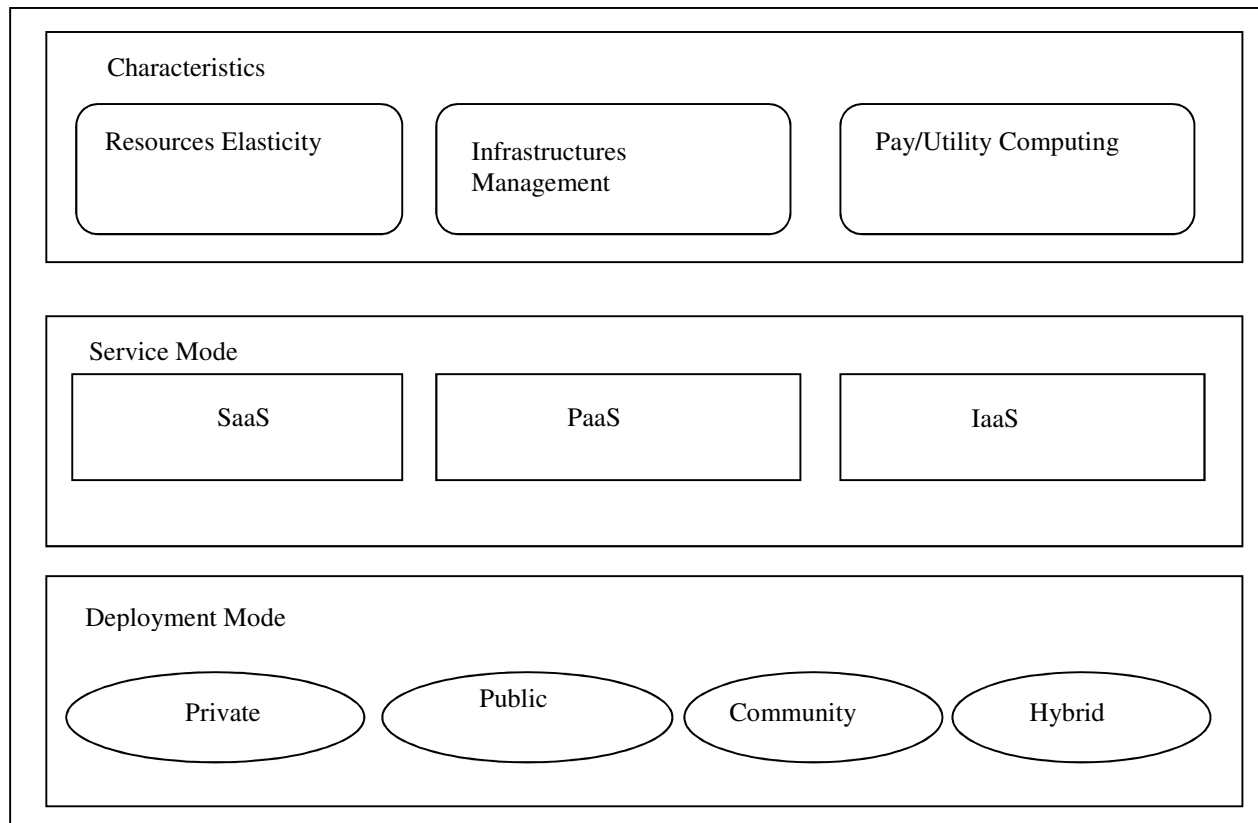 Characteristics
Resources Elasticity
Infrastructures
Management
Pay/Utility Computing
Service Mode
SaaS
PaaS
IaaS
Deployment Mode
Private
Public
Community
Hybrid